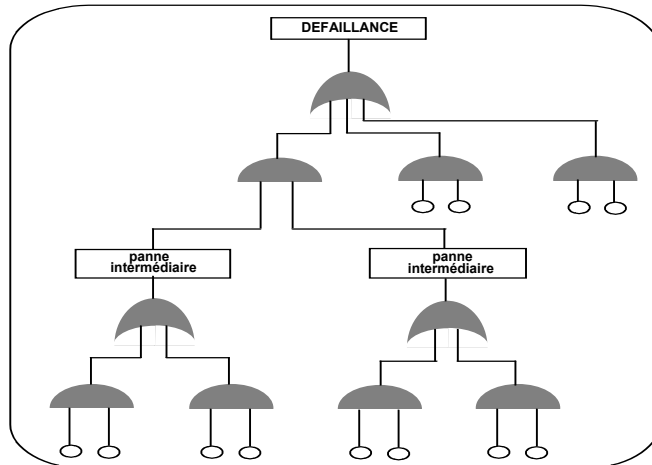 DEFAILLANCE
panne
intermédiaire
panne
intermédiaire